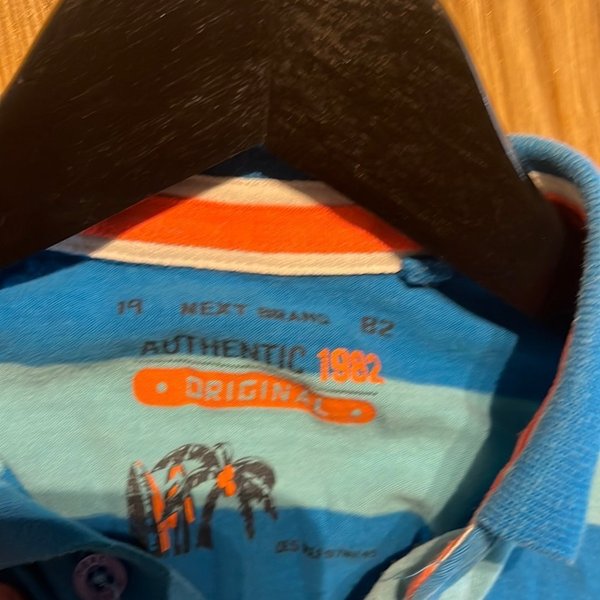 19 NEXT BRAND 82
AUTHENTIC 1982
ORIGINAL